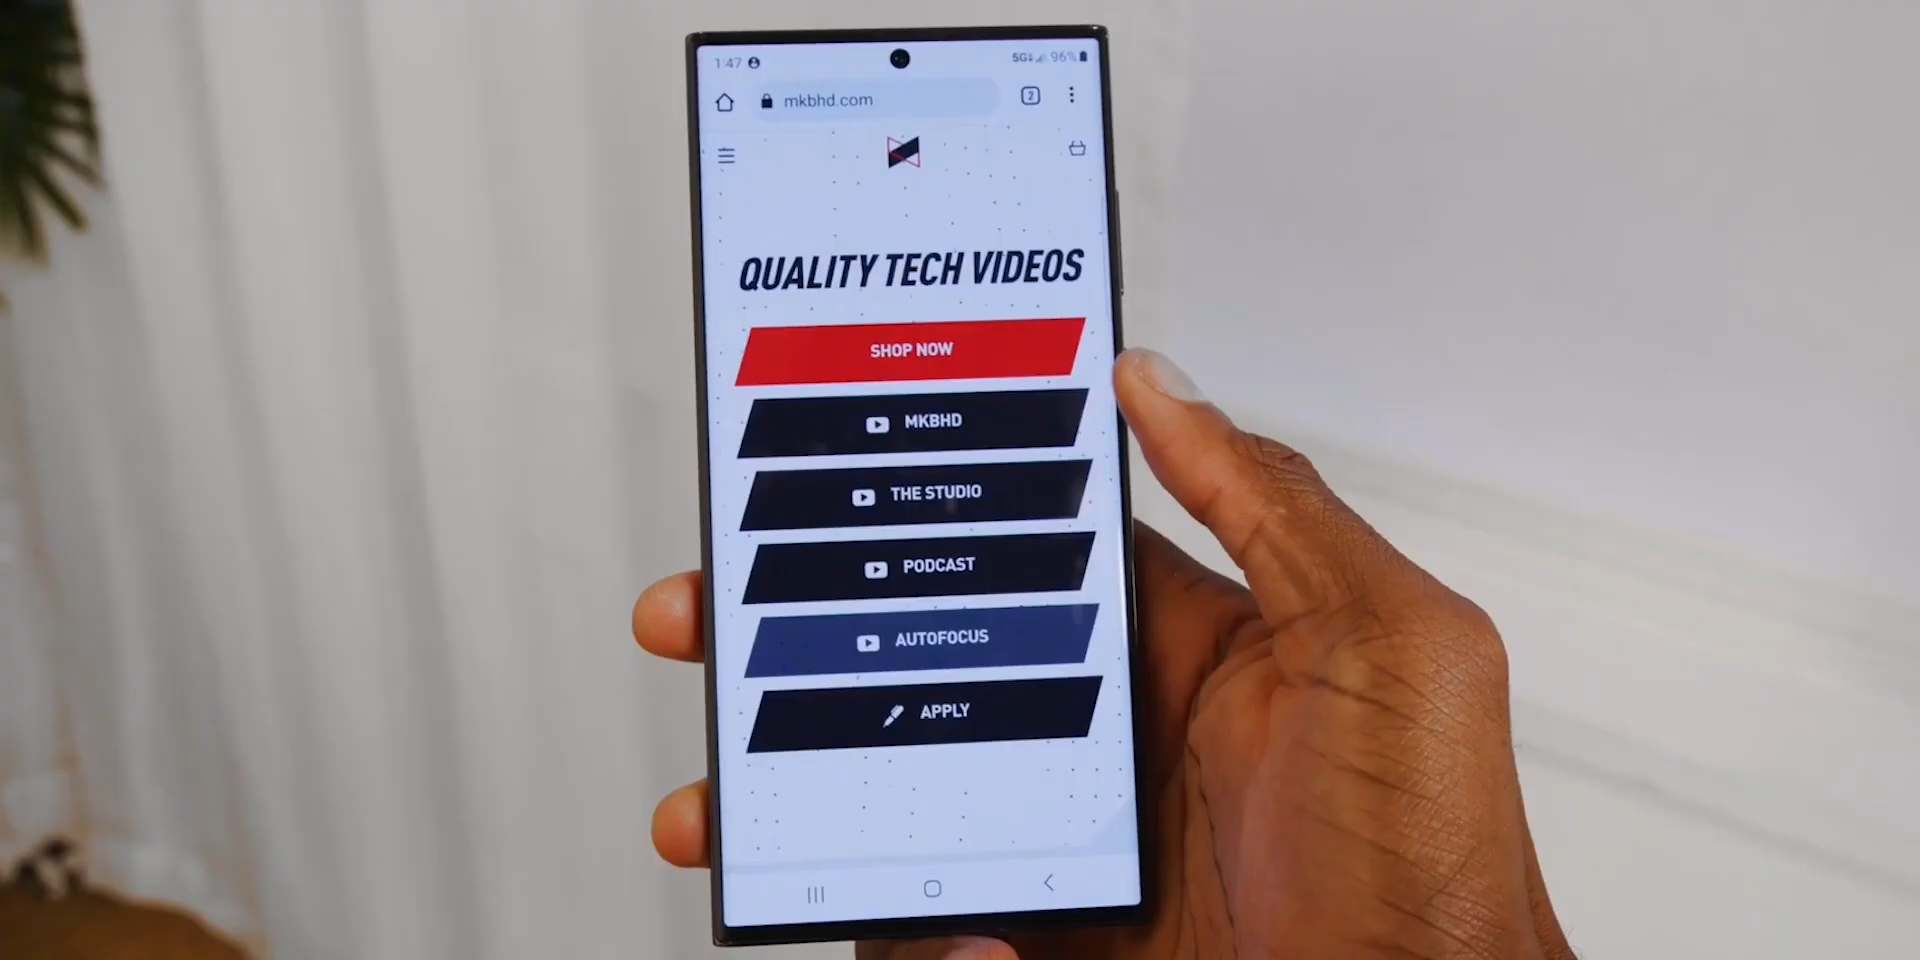 1:47 5G 96%
mkbhd.com 2
QUALITY TECH VIDEOS
SHOP NOW
MKBHD
THE STUDIO
PODCAST
AUTOFOCUS
APPLY